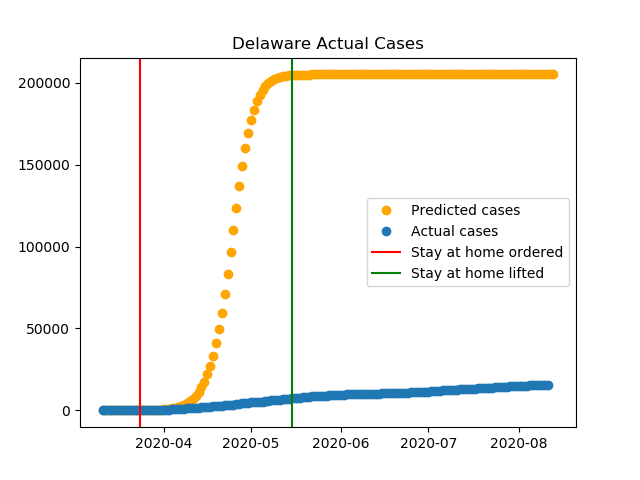 Delaware Actual Cases
200000
150000
100000
50000
0
Predicted cases
Actual cases
Stay at home ordered
Stay at home lifted
2020-04 2020-05 2020-06 2020-07 2020-08